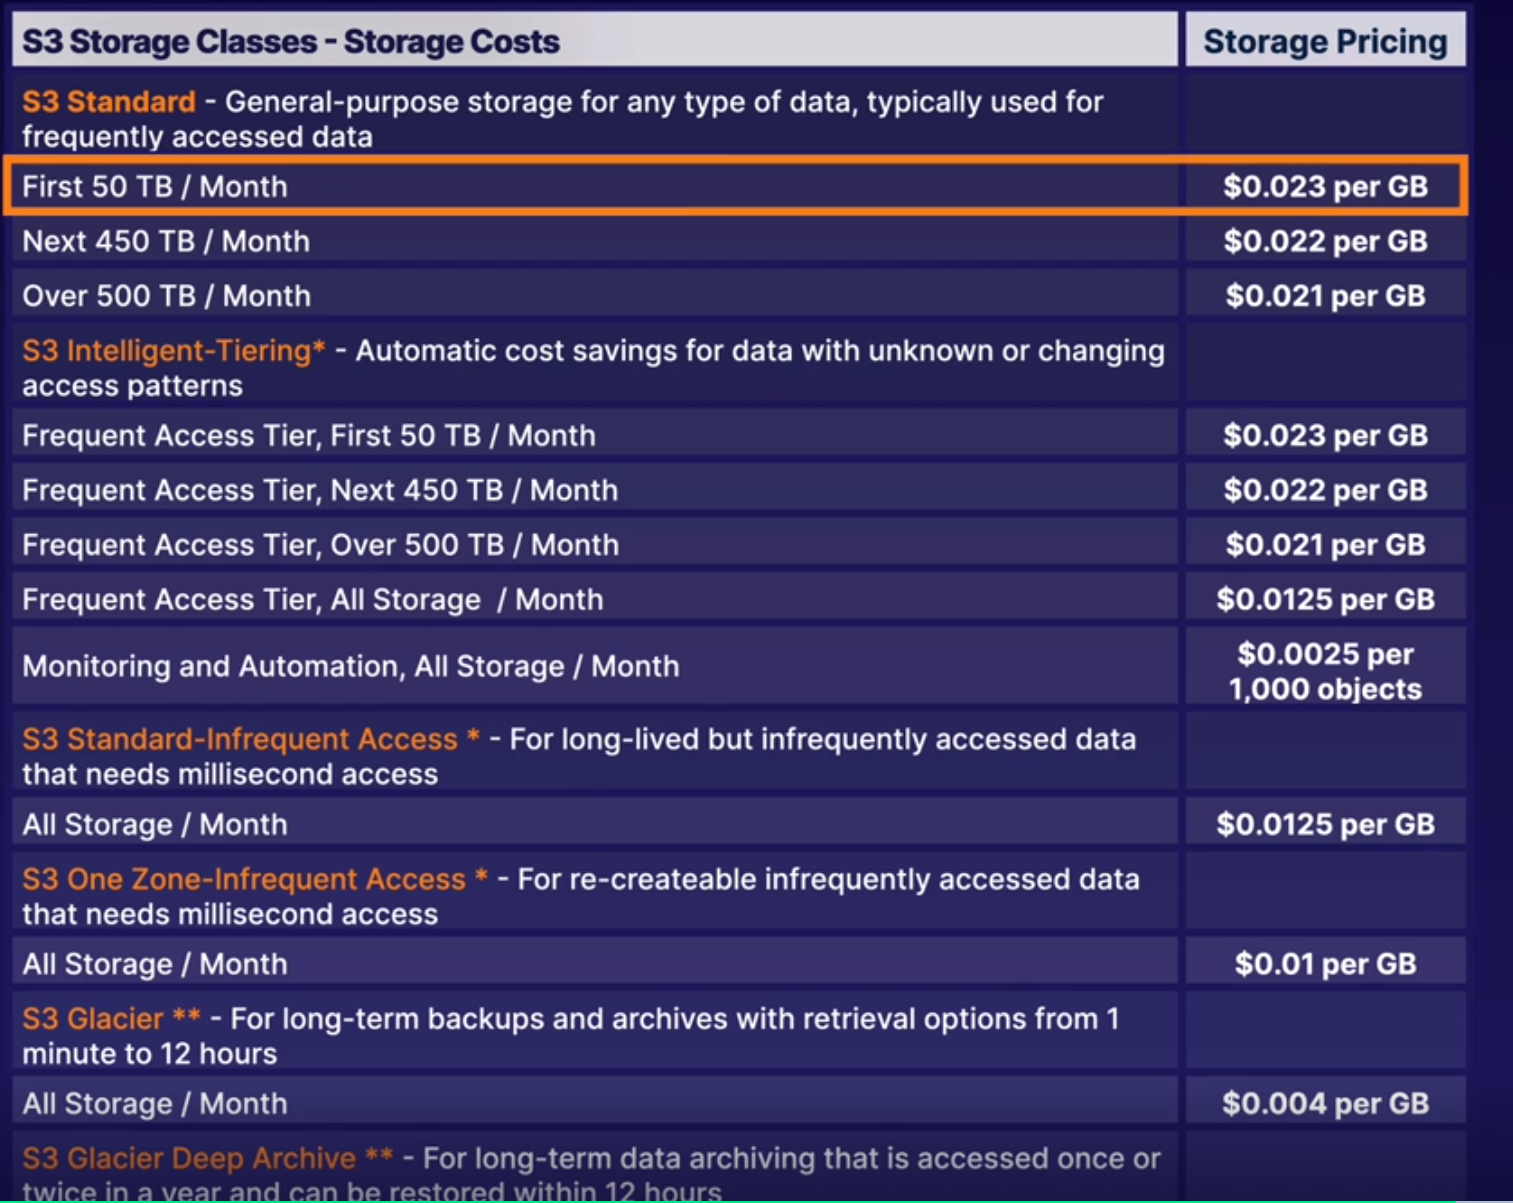 S3 Storage Classes - Storage Costs
Storage Pricing
S3 Standard - General-purpose storage for any type of data, typically used for
frequently accessed data
First 50 TB / Month
$0.023 per GB
Next 450 TB / Month
$0.022 per GB
Over 500 TB / Month
$0.021 per GB
S3 Intelligent-Tiering* - Automatic cost savings for data with unknown or changing
access patterns
Frequent Access Tier, First 50 TB / Month
$0.023 per GB
Frequent Access Tier, Next 450 TB / Month
$0.022 per GB
Frequent Access Tier, Over 500 TB / Month
$0.021 per GB
Frequent Access Tier, All Storage / Month
$0.0125 per GB
Monitoring and Automation, All Storage / Month
$0.0025 per
1,000 objects
S3 Standard-Infrequent Access * - For long-lived but infrequently accessed data
that needs millisecond access
All Storage / Month
$0.0125 per GB
S3 One Zone-Infrequent Access * - For re-createable infrequently accessed data
that needs millisecond access
All Storage / Month
$0.01 per GB
S3 Glacier ** - For long-term backups and archives with retrieval options from 1
minute to 12 hours
All Storage / Month
$0.004 per GB
S3 Glacier Deep Archive ** - For long-term data archiving that is accessed once or
twice in a year and can be restored within 12 hours